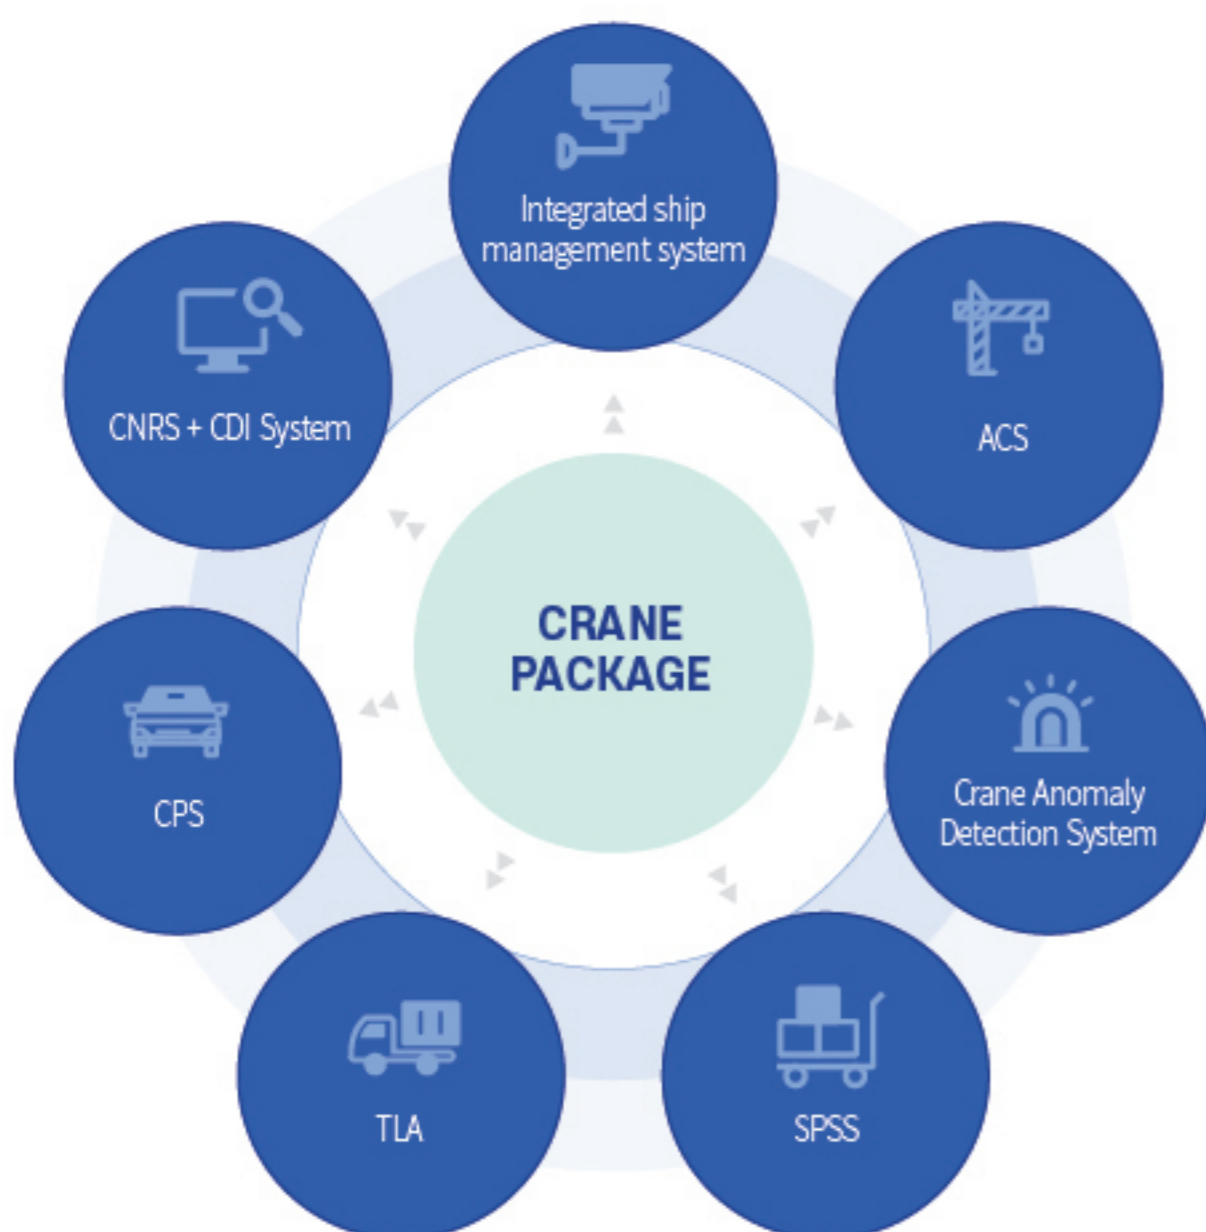 Integrated ship
management system
CNRS + CDI System
ACS
CRANE
PACKAGE
CPS
Crane Anomaly
Detection System
TLA
SPSS